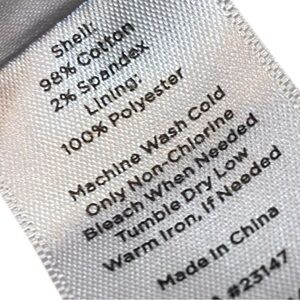 Shell:
98% Cotton
2% Spandex
Lining:
100% Polyester
Machine Wash Cold
Only Non-Chlorine
Bleach When Needed
Tumble Dry Low
Warm Iron, If Needed
Made In China
#23147